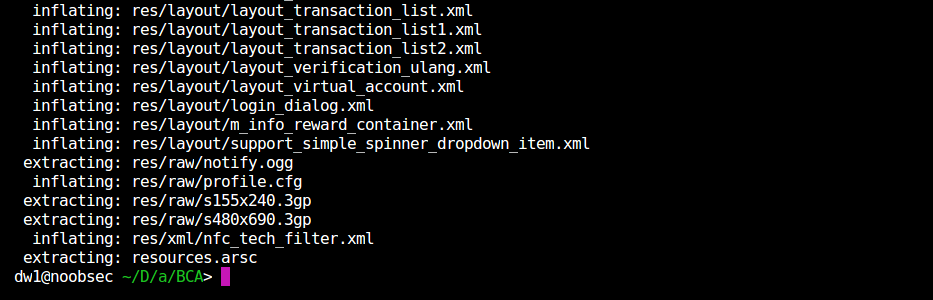 inflating: res/layout/layout_transaction_list.xml
inflating: res/layout/layout_transaction_list1.xml
inflating: res/layout/layout_transaction_list2.xml
inflating: res/layout/layout_verification_ulang.xml
inflating: res/layout/layout_virtual_account.xml
inflating: res/layout/login_dialog.xml
inflating: res/layout/m_info_reward_container.xml
inflating: res/layout/support_simple_spinner_dropdown_item.xml
extracting: res/raw/notify.ogg
inflating: res/raw/profile.cfg
extracting: res/raw/s155x240.3gp
extracting: res/raw/s480x690.3gp
inflating: res/xml/nfc_tech_filter.xml
extracting: resources.arsc
dw1@noobsec ~/D/a/BCA>